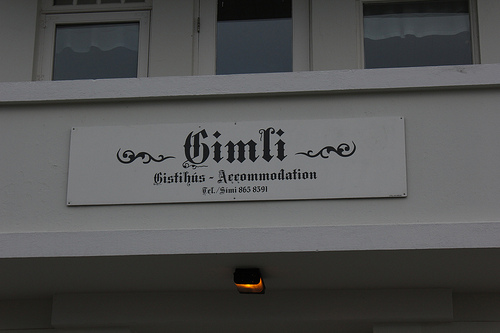 Gimli
Gistihús - Accommodation
Tel./Sími 865 8591